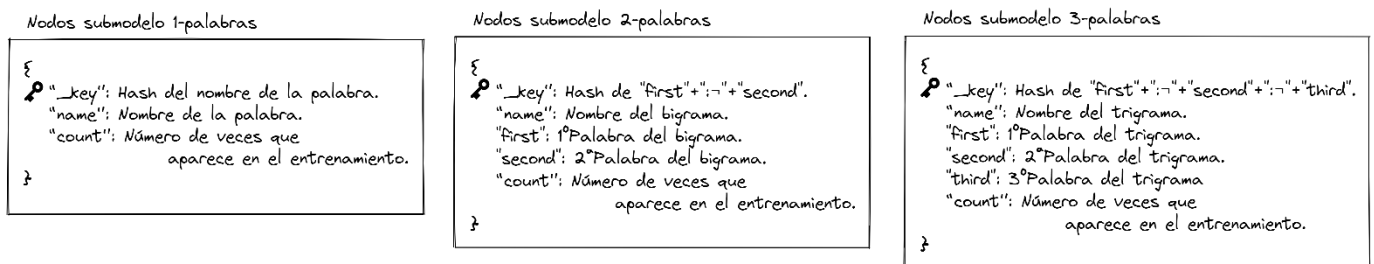 Nodos submodelo 1-palabras
{
"_key": Hash del nombre de la palabra.
"name": Nombre de la palabra.
"count": Número de veces que
aparece en el entrenamiento.
}
Nodos submodelo 2-palabras
{
"_key": Hash de "first"+":¬"+"second".
"name": Nombre del bigrama.
"first": 1ºPalabra del bigrama.
"second": 2ºPalabra del bigrama.
"count": Número de veces que
aparece en el entrenamiento.
}
Nodos submodelo 3-palabras
{
"_key": Hash de "first"+":¬"+"second"+":¬"+"third".
"name": Nombre del trigrama.
"first": 1ºPalabra del trigrama.
"second": 2ºPalabra del trigrama.
"third": 3ºPalabra del trigrama
"count": Número de veces que
aparece en el entrenamiento.
}